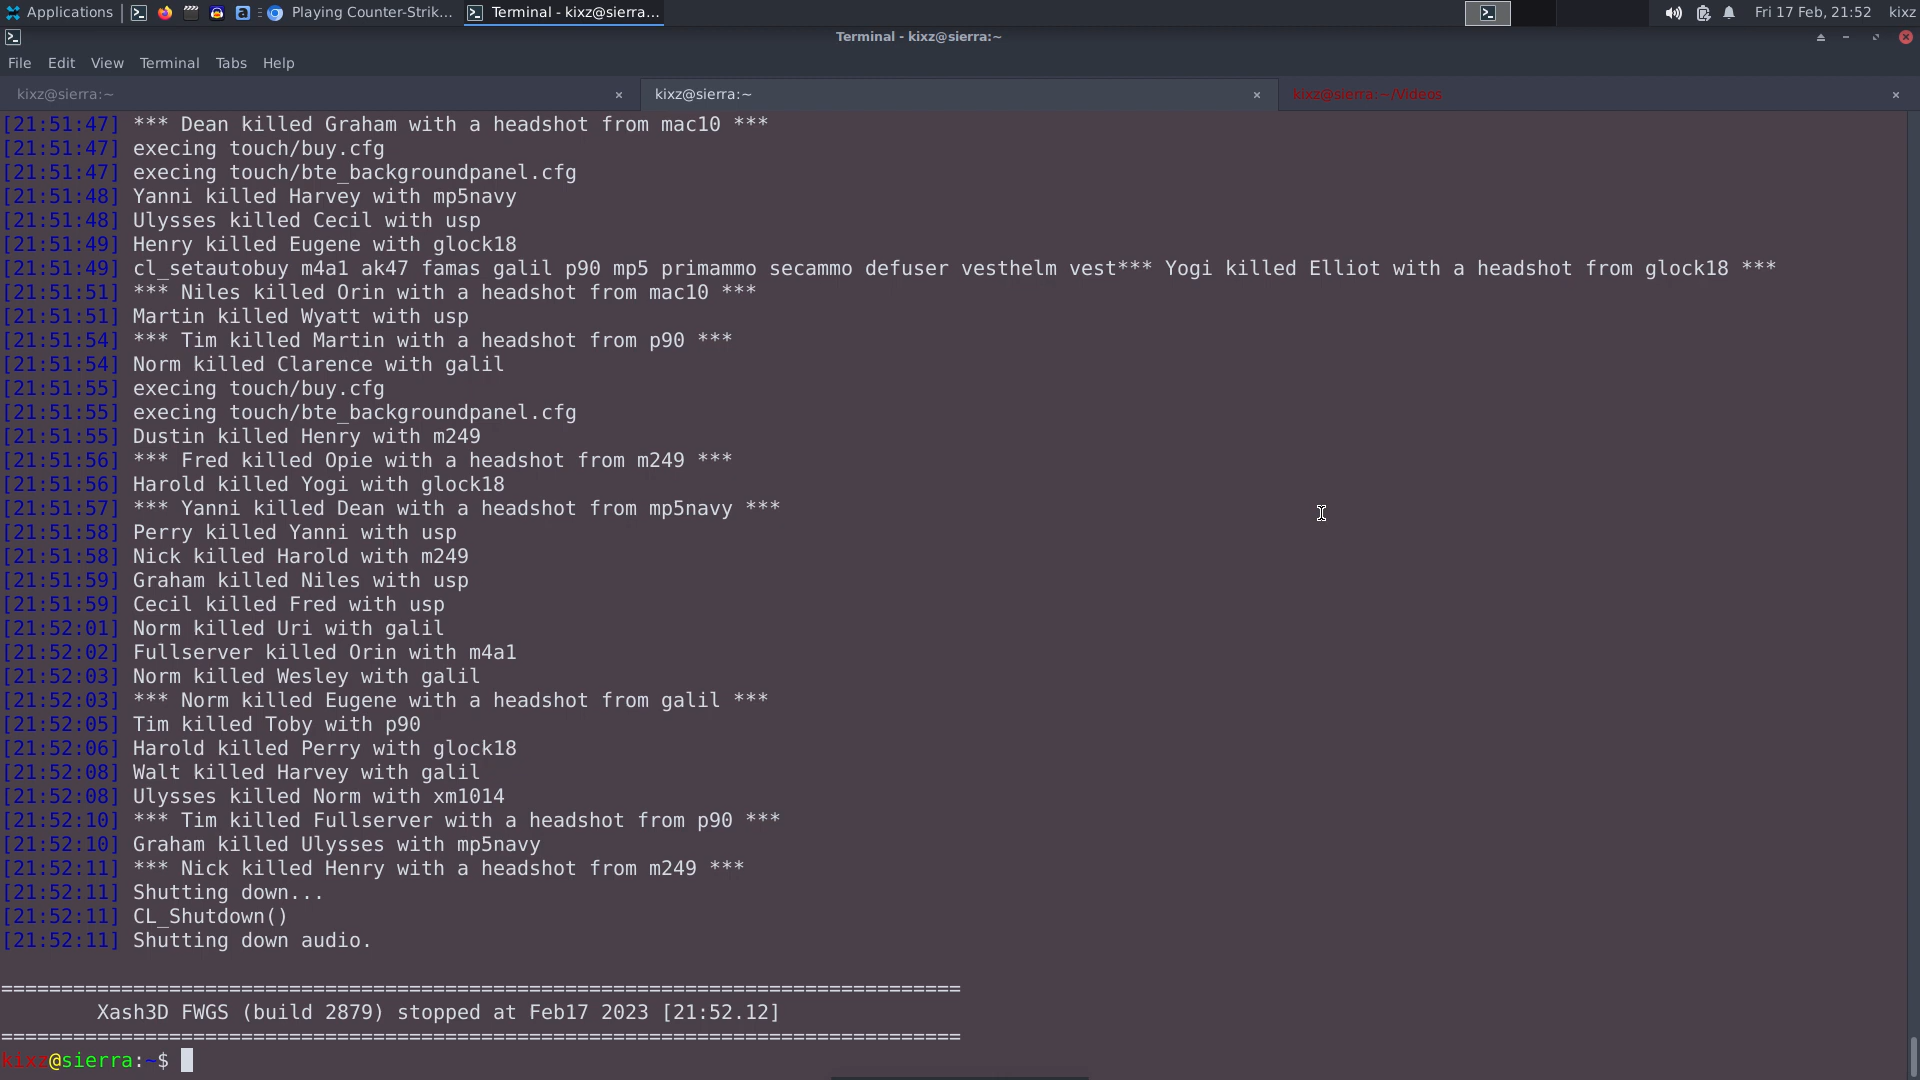 Applications Playing Counter-Strik... Terminal - kixz@sierra... Fri 17 Feb, 21:52 kixz
Terminal - kixz@sierra:~
File Edit View Terminal Tabs Help
kixz@sierra:~ × kixz@sierra:~ × kixz@sierra:~/Videos ×
[21:51:47] *** Dean killed Graham with a headshot from mac10 ***
[21:51:47] execing touch/buy.cfg
[21:51:47] execing touch/bte_backgroundpanel.cfg
[21:51:48] Yanni killed Harvey with mp5navy
[21:51:48] Ulysses killed Cecil with usp
[21:51:49] Henry killed Eugene with glock18
[21:51:49] cl_setautobuy m4a1 ak47 famas galil p90 mp5 primammo secammo defuser vesthelm vest*** Yogi killed Elliot with a headshot from glock18 ***
[21:51:51] *** Niles killed Orin with a headshot from mac10 ***
[21:51:51] Martin killed Wyatt with usp
[21:51:54] *** Tim killed Martin with a headshot from p90 ***
[21:51:54] Norm killed Clarence with galil
[21:51:55] execing touch/buy.cfg
[21:51:55] execing touch/bte_backgroundpanel.cfg
[21:51:55] Dustin killed Henry with m249
[21:51:56] *** Fred killed Opie with a headshot from m249 ***
[21:51:56] Harold killed Yogi with glock18
[21:51:57] *** Yanni killed Dean with a headshot from mp5navy ***
[21:51:58] Perry killed Yanni with usp
[21:51:58] Nick killed Harold with m249
[21:51:59] Graham killed Niles with usp
[21:51:59] Cecil killed Fred with usp
[21:52:01] Norm killed Uri with galil
[21:52:02] Fullserver killed Orin with m4a1
[21:52:03] Norm killed Wesley with galil
[21:52:03] *** Norm killed Eugene with a headshot from galil ***
[21:52:05] Tim killed Toby with p90
[21:52:06] Harold killed Perry with glock18
[21:52:08] Walt killed Harvey with galil
[21:52:08] Ulysses killed Norm with xm1014
[21:52:10] *** Tim killed Fullserver with a headshot from p90 ***
[21:52:10] Graham killed Ulysses with mp5navy
[21:52:11] *** Nick killed Henry with a headshot from m249 ***
[21:52:11] Shutting down...
[21:52:11] CL_Shutdown()
[21:52:11] Shutting down audio.
================================================================================
Xash3D FWGS (build 2879) stopped at Feb17 2023 [21:52.12]
================================================================================
kixz@sierra:~$